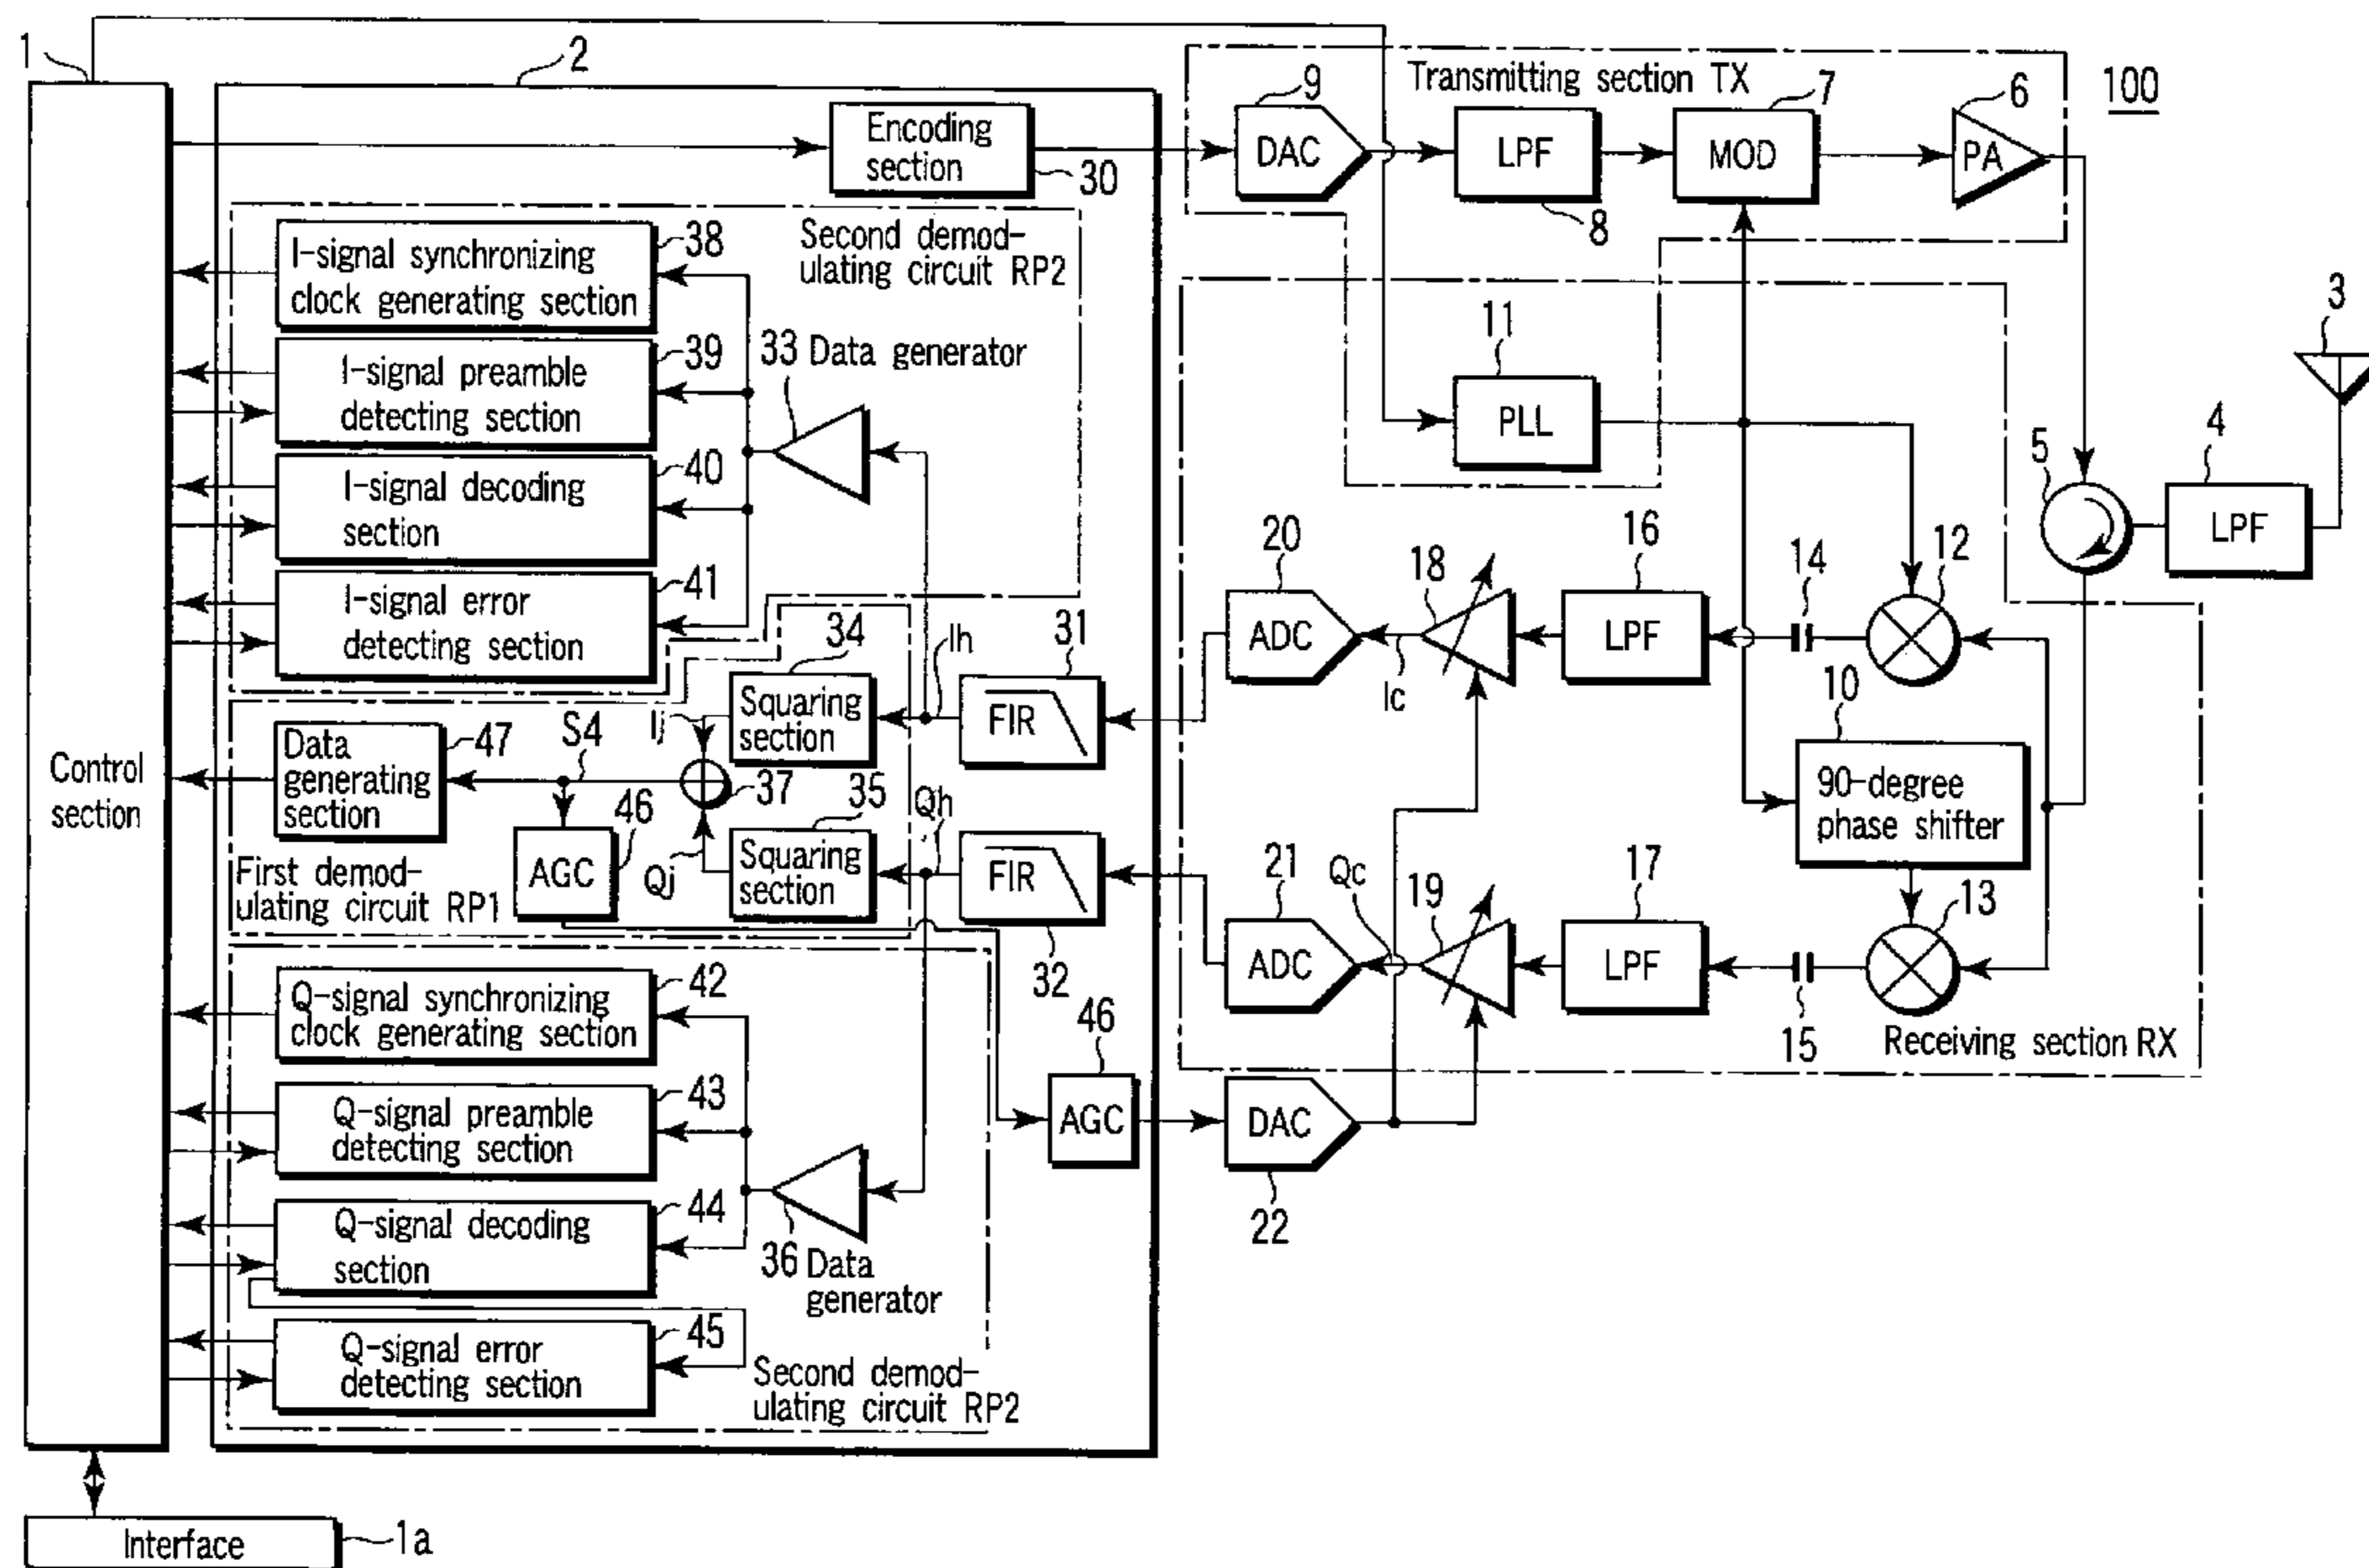 1
2
Transmitting section TX
100
9
7
6
Encoding
section
30
DAC
LPF
MOD
PA
8
I-signal synchronizing
clock generating section
38
Second demod-
ulating circuit RP2
I-signal preamble
detecting section
39
33 Data generator
11
PLL
3
I-signal decoding
section
40
5
4
LPF
I-signal error
detecting section
41
20
18
16
14
12
ADC
LPF
Ic
34
Ih
31
Squaring
section
FIR
Ij
10
90-degree
phase shifter
Control
section
Data
generating
section
47
S4
37
46
AGC
35
Qh
Squaring
section
Qj
FIR
32
First demod-
ulating circuit RP1
21
Qc
19
17
13
ADC
LPF
15
Receiving section RX
Q-signal synchronizing
clock generating section
42
46
AGC
DAC
22
Q-signal preamble
detecting section
43
Q-signal decoding
section
44
36 Data
generator
Q-signal error
detecting section
45
Second demod-
ulating circuit RP2
Interface
1a